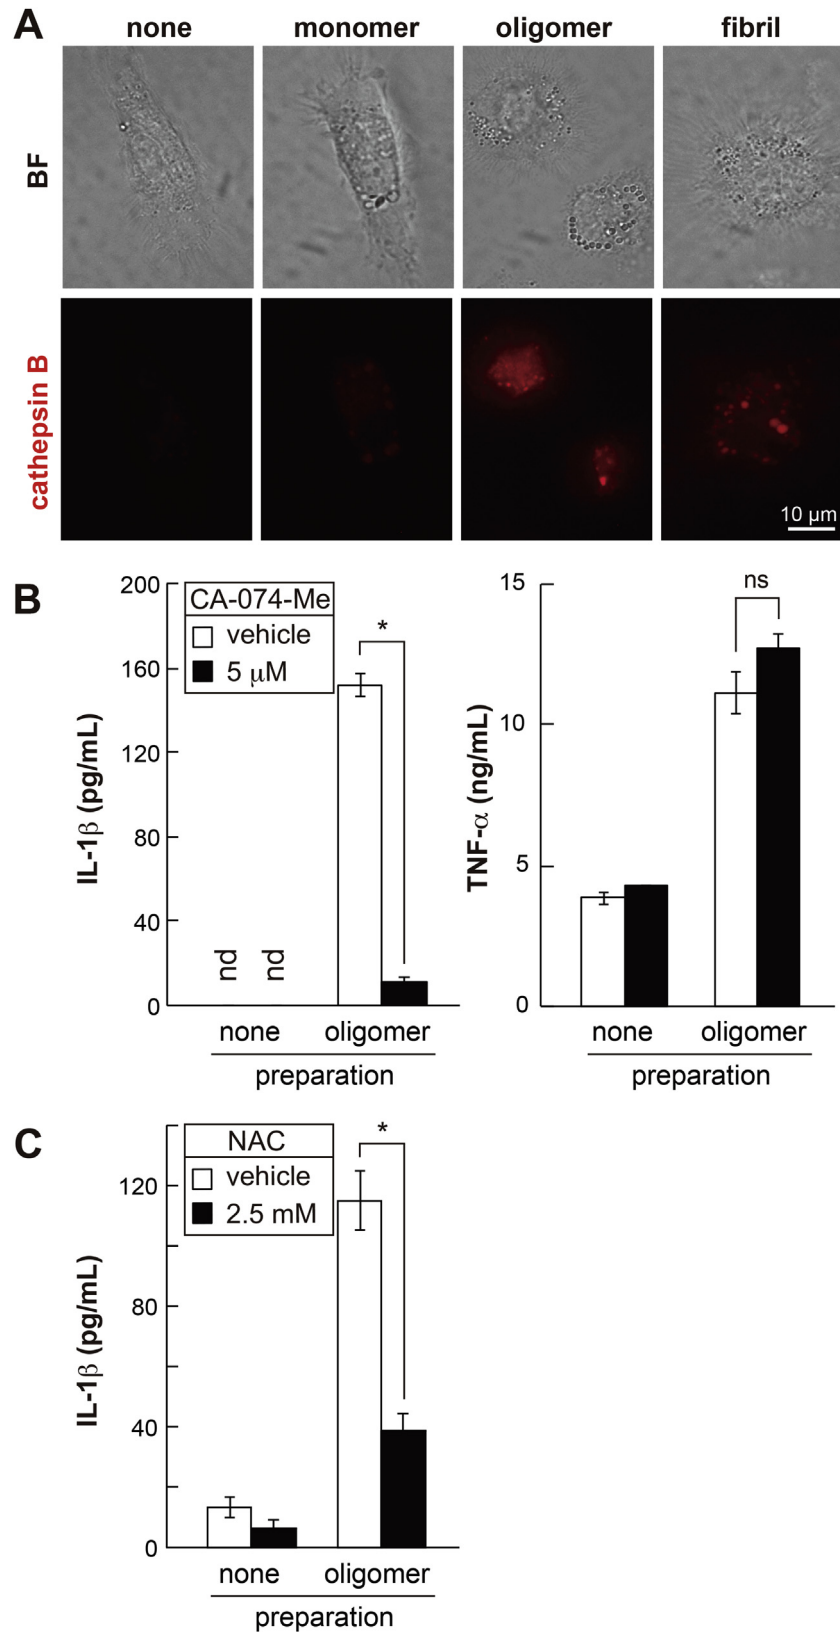 A
none monomer oligomer fibril
BF
cathepsin B
10 μm
B
200
160
120
80
40
0
IL-1β (pg/mL)
CA-074-Me
vehicle
5 μM
*
nd nd
none oligomer
preparation
15
10
5
0
TNF-α (ng/mL)
ns
none oligomer
preparation
C
120
80
40
0
IL-1β (pg/mL)
NAC
vehicle
2.5 mM
*
none oligomer
preparation